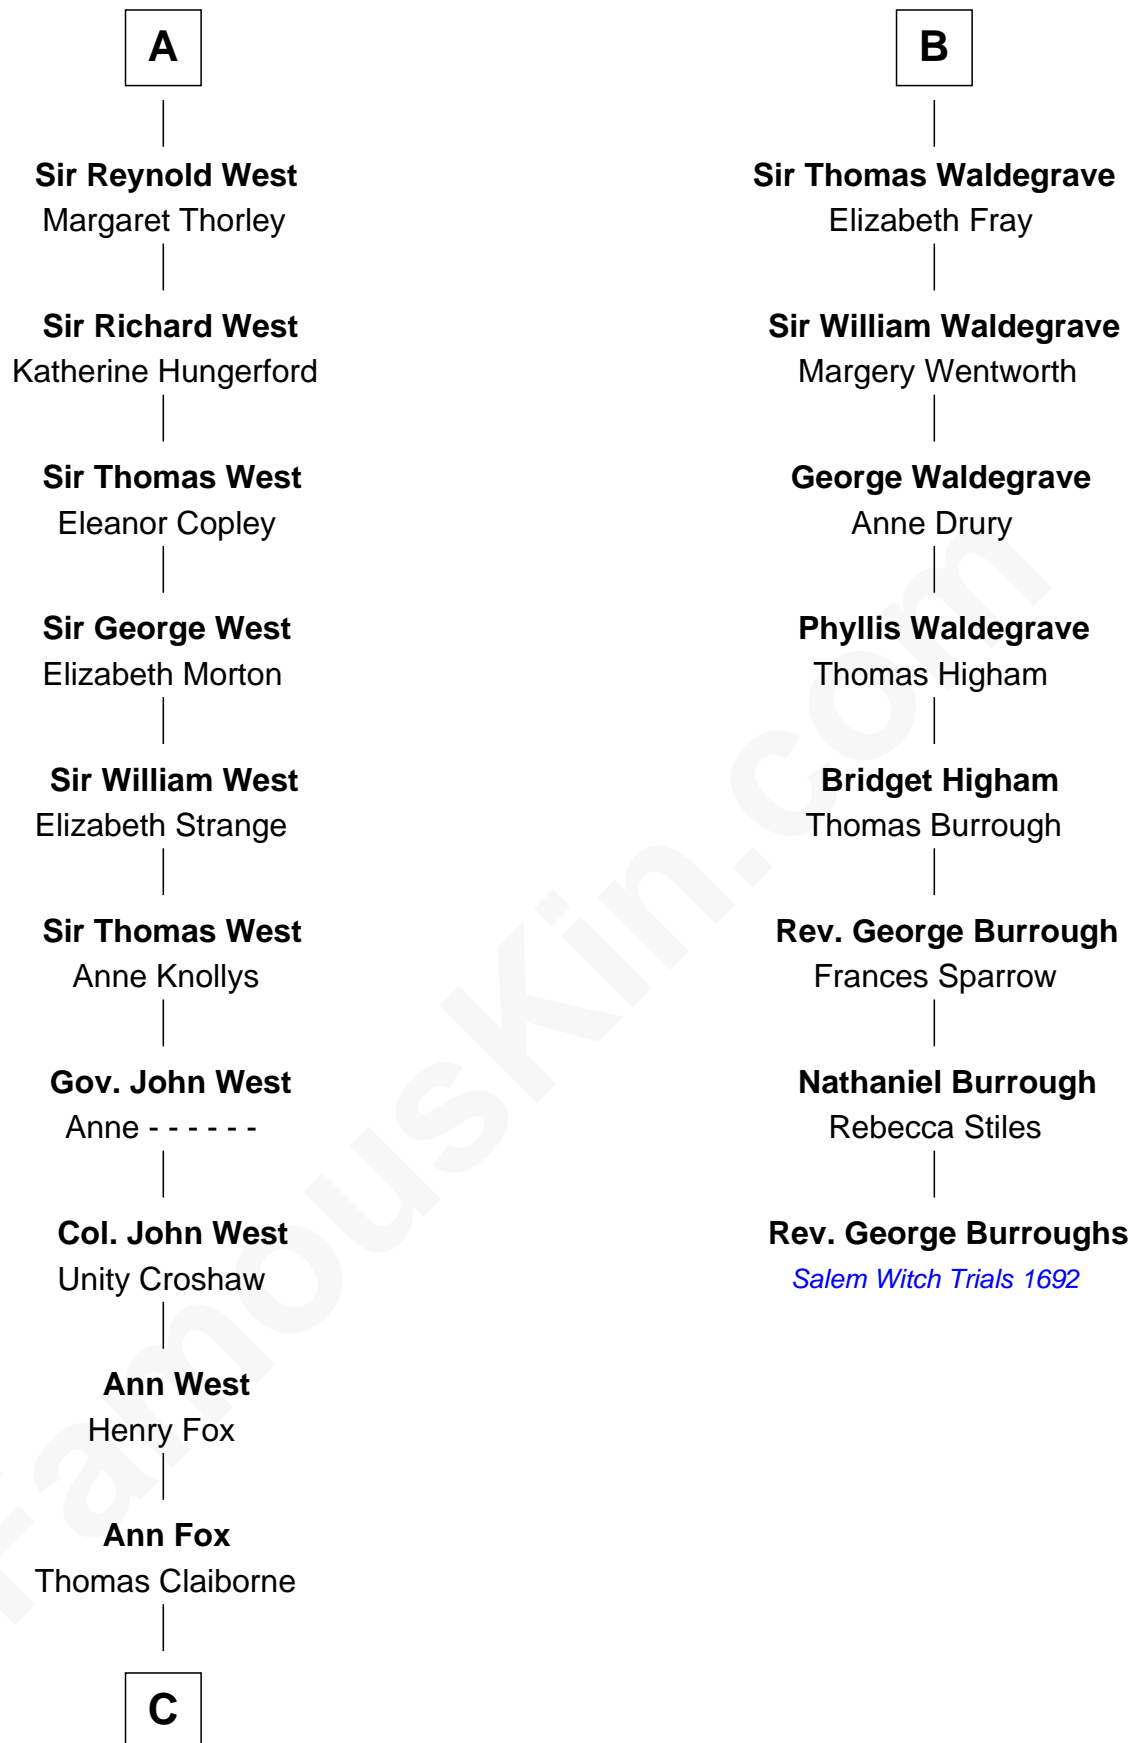 A
Sir Reynold West
Margaret Thorley
Sir Richard West
Katherine Hungerford
Sir Thomas West
Eleanor Copley
Sir George West
Elizabeth Morton
Sir William West
Elizabeth Strange
Sir Thomas West
Anne Knollys
Gov. John West
Anne - - - - - -
Col. John West
Unity Croshaw
Ann West
Henry Fox
Ann Fox
Thomas Claiborne
C
B
Sir Thomas Waldegrave
Elizabeth Fray
Sir William Waldegrave
Margery Wentworth
George Waldegrave
Anne Drury
Phyllis Waldegrave
Thomas Higham
Bridget Higham
Thomas Burrough
Rev. George Burrough
Frances Sparrow
Nathaniel Burrough
Rebecca Stiles
Rev. George Burroughs
Salem Witch Trials 1692
FamousKin.com